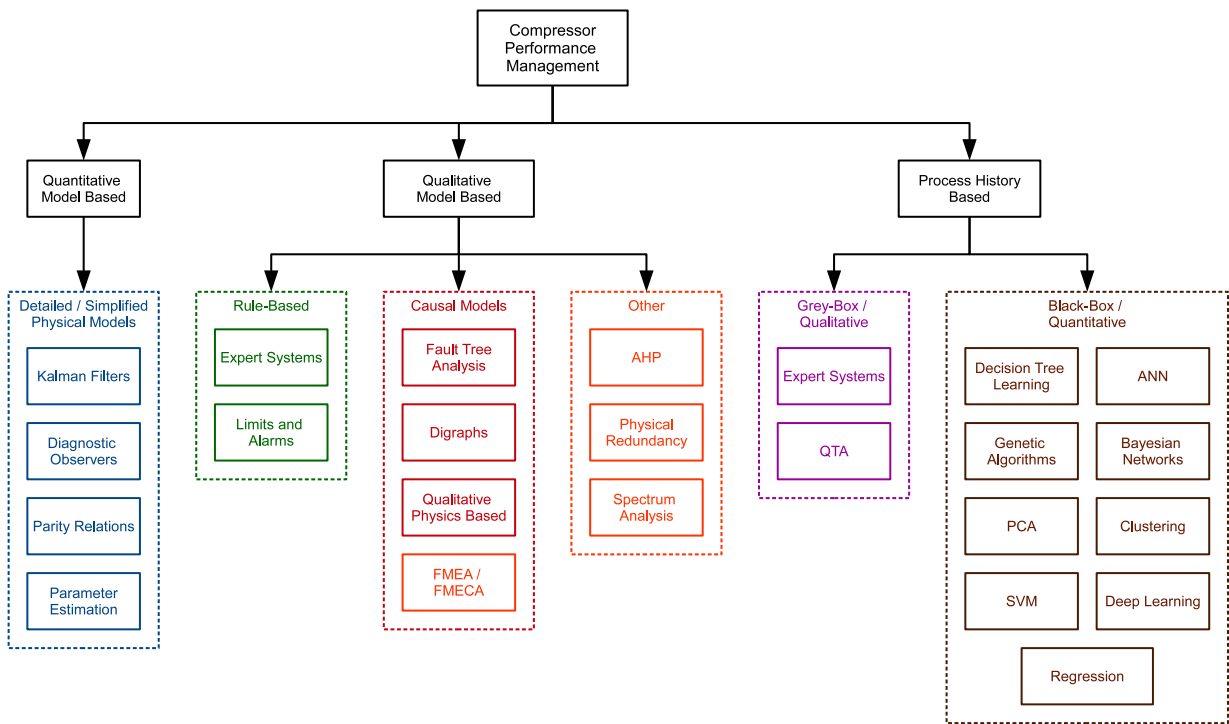 Compressor
Performance
Management
Quantitative
Model Based
Qualitative
Model Based
Process History
Based
Detailed / Simplified
Physical Models
Kalman Filters
Diagnostic
Observers
Parity Relations
Parameter
Estimation
Rule-Based
Expert Systems
Limits and
Alarms
Causal Models
Fault Tree
Analysis
Digraphs
Qualitative
Physics Based
FMEA /
FMECA
Other
AHP
Physical
Redundancy
Spectrum
Analysis
Grey-Box /
Qualitative
Expert Systems
QTA
Black-Box /
Quantitative
Decision Tree
Learning
ANN
Genetic
Algorithms
Bayesian
Networks
PCA
Clustering
SVM
Deep Learning
Regression